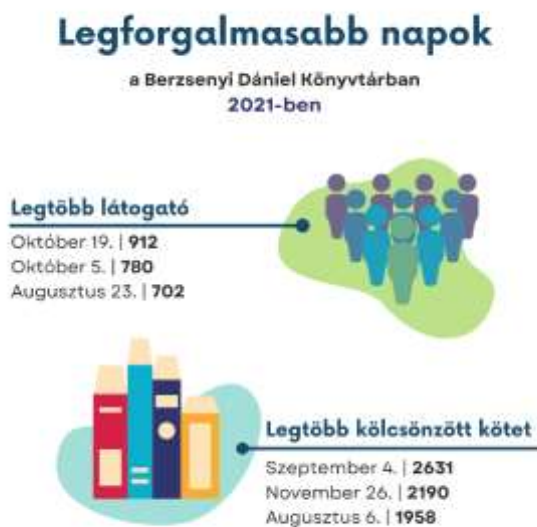 Legforgalmasabb napok
a Berzsenyi Dániel Könyvtárban
2021-ben
Legtöbb látogató
Október 19. | 912
Október 5. | 780
Augusztus 23. | 702
Legtöbb kölcsönzött kötet
Szeptember 4. | 2631
November 26. | 2190
Augusztus 6. | 1958